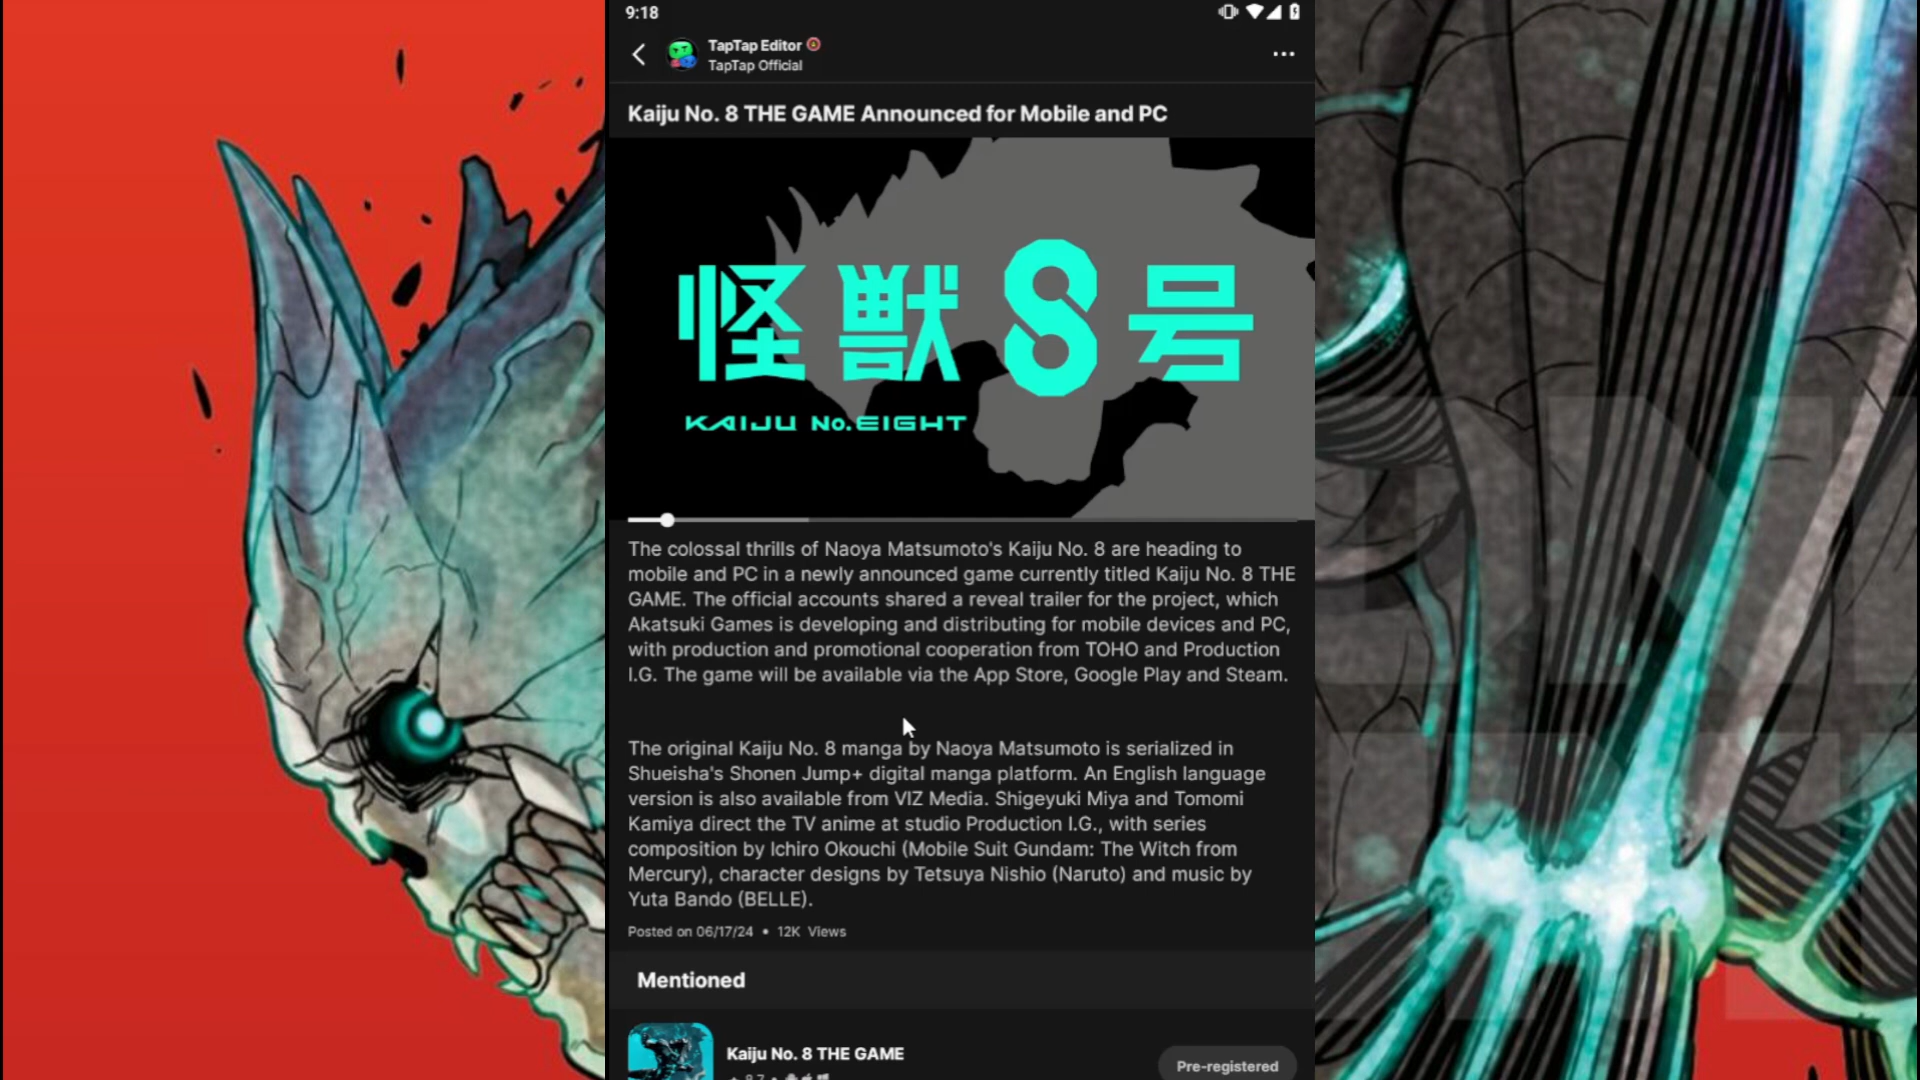 9:18
TapTap Editor
TapTap Official
Kaiju No. 8 THE GAME Announced for Mobile and PC
怪獣8号
KAIJU No.EIGHT
The colossal thrills of Naoya Matsumoto's Kaiju No. 8 are heading to
mobile and PC in a newly announced game currently titled Kaiju No. 8 THE
GAME. The official accounts shared a reveal trailer for the project, which
Akatsuki Games is developing and distributing for mobile devices and PC,
with production and promotional cooperation from TOHO and Production
I.G. The game will be available via the App Store, Google Play and Steam.
The original Kaiju No. 8 manga by Naoya Matsumoto is serialized in
Shueisha's Shonen Jump+ digital manga platform. An English language
version is also available from VIZ Media. Shigeyuki Miya and Tomomi
Kamiya direct the TV anime at studio Production I.G., with series
composition by Ichiro Okouchi (Mobile Suit Gundam: The Witch from
Mercury), character designs by Tetsuya Nishio (Naruto) and music by
Yuta Bando (BELLE).
Posted on 06/17/24 • 12K Views
Mentioned
Kaiju No. 8 THE GAME
Pre-registered